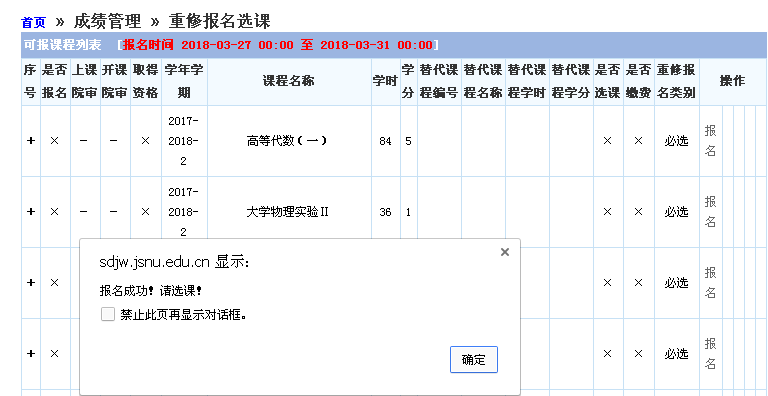 首页 » 成绩管理 » 重修报名选课
可报课程列表 [报名时间 2018-03-27 00:00 至 2018-03-31 00:00]
序号 是否报名 上课院审 开课院审 取得资格 学年学期 课程名称 学时 学分 替代课程编号 替代课程名称 替代课程学时 替代课程学分 是否选课 是否缴费 重修报名类别 操作
+ × - - × 2017-2018-2 高等代数(一) 84 5 × × 必选 报名
+ × - - × 2017-2018-2 大学物理实验Ⅱ 36 1 × × 必选 报名
+ × × × 必选 报名
+ × × × 必选 报名
sdjw.jsnu.edu.cn 显示:
×
报名成功! 请选课!
禁止此页再显示对话框。
确定